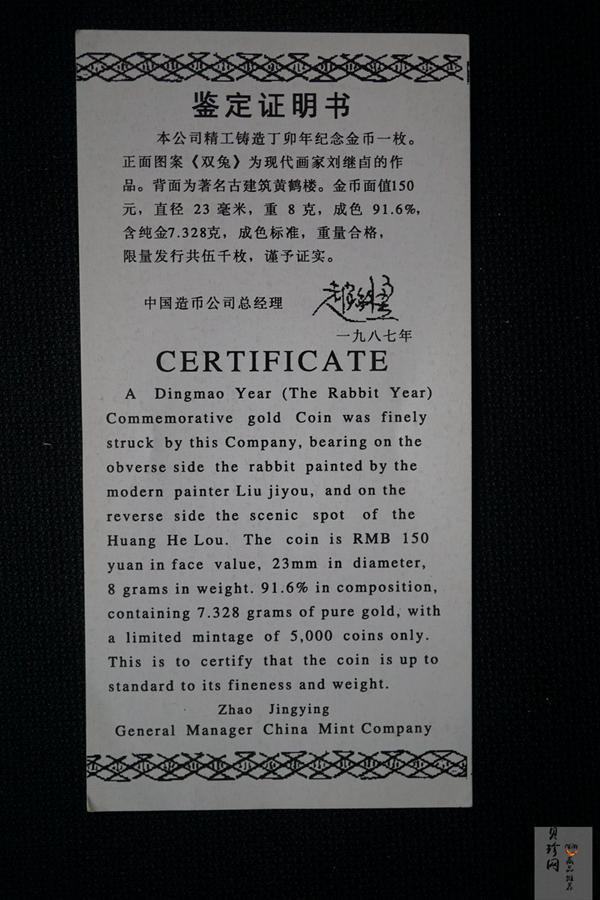 鉴定证明书
本公司精工铸造丁卯年纪念金币一枚。
正面图案《双兔》为现代画家刘继卣的作
品。背面为著名古建筑黄鹤楼。金币面值150
元，直径 23 毫米，重 8 克，成色 91.6%，
含纯金7.328克，成色标准，重量合格，
限量发行共伍千枚，谨予证实。
中国造币公司总经理
一九八七年
CERTIFICATE
A Dingmao Year (The Rabbit Year)
Commemorative gold Coin was finely
struck by this Company, bearing on the
obverse side the rabbit painted by the
modern painter Liu jiyou, and on the
reverse side the scenic spot of the
Huang He Lou. The coin is RMB 150
yuan in face value, 23mm in diameter,
8 grams in weight. 91.6% in composition,
containing 7.328 grams of pure gold, with
a limited mintage of 5,000 coins only.
This is to certify that the coin is up to
standard to its fineness and weight.
Zhao Jingying
General Manager China Mint Company
贝珍网